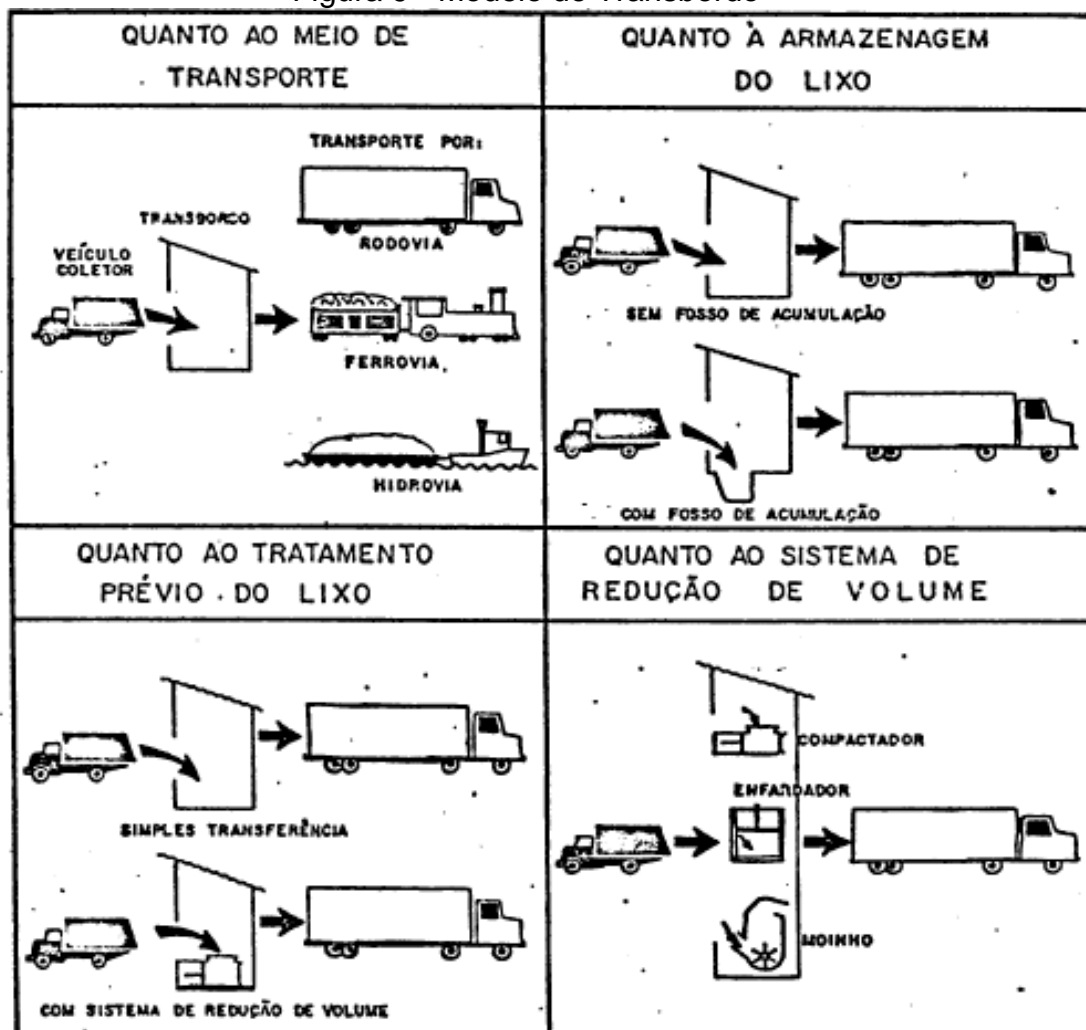 QUANTO AO MEIO DE
TRANSPORTE
TRANSPORTE POR:
TRANSBORDO
VEÍCULO
COLETOR
RODOVIA
FERROVIA
HIDROVIA
QUANTO À ARMAZENAGEM
DO LIXO
SEM FOSSO DE ACUMULAÇÃO
COM FOSSO DE ACUMULAÇÃO
QUANTO AO TRATAMENTO
PRÉVIO DO LIXO
SIMPLES TRANSFERÊNCIA
COM SISTEMA DE REDUÇÃO DE VOLUME
QUANTO AO SISTEMA DE
REDUÇÃO DE VOLUME
COMPACTADOR
ENFARDADOR
MOINHO